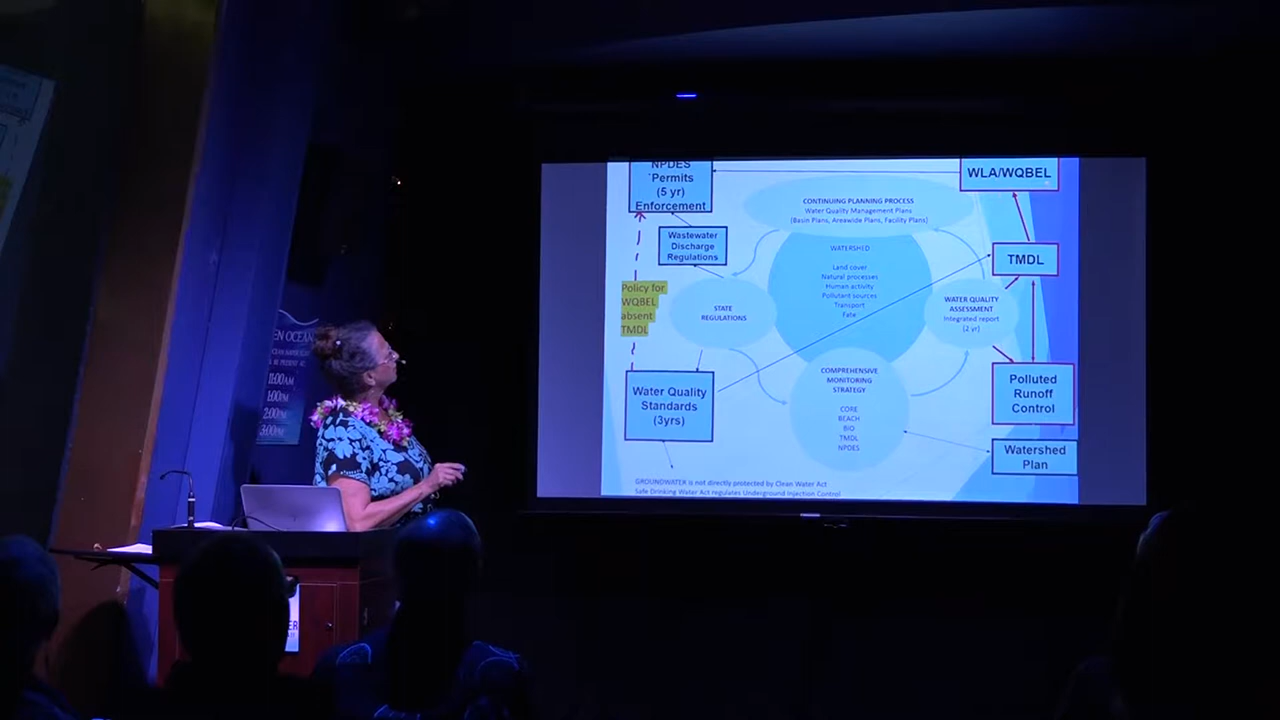 EN OCEAN
11:00AM
1:00PM
2:00PM
3:00PM
NPDES
Permits
(5 yr)
Enforcement
WLA/WQBEL
CONTINUING PLANNING PROCESS
Water Quality Management Plans
(Basin Plans, Areawide Plans, Facility Plans)
Wastewater
Discharge
Regulations
WATERSHED
Land cover
Natural processes
Human activity
Pollutant sources
Transport
Fate
TMDL
Policy for
WQBEL
absent
TMDL
STATE
REGULATIONS
WATER QUALITY
ASSESSMENT
Integrated report
(2 yr)
Water Quality
Standards
(3yrs)
COMPREHENSIVE
MONITORING
STRATEGY
CORE
BEACH
BIO
TMDL
NPDES
Polluted
Runoff
Control
Watershed
Plan
GROUNDWATER is not directly protected by Clean Water Act
Safe Drinking Water Act regulates Underground Injection Control